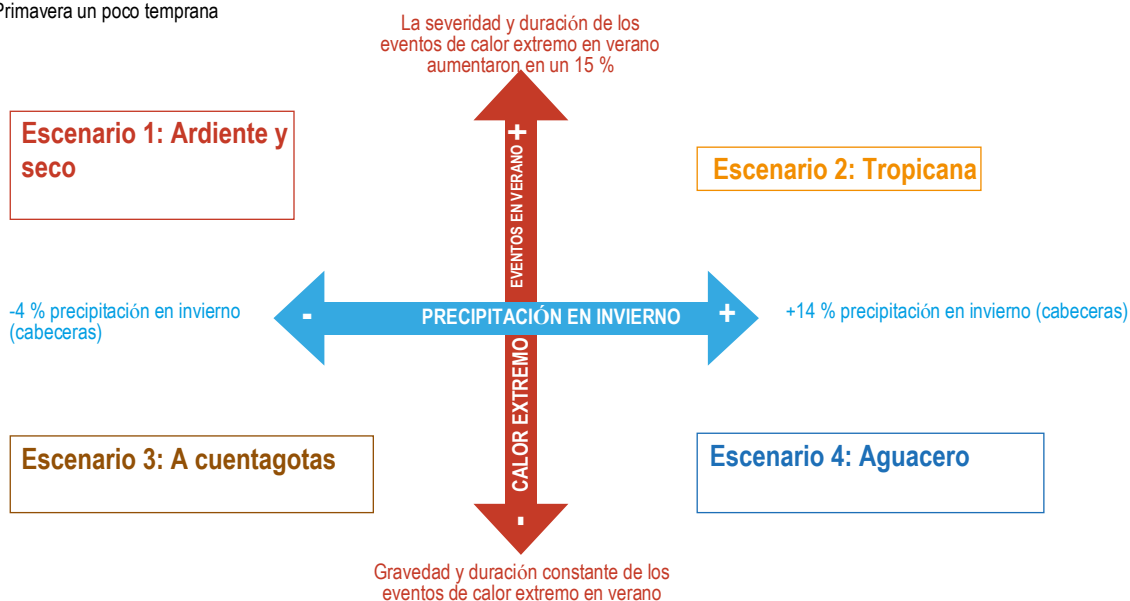 Primavera un poco temprana
La severidad y duración de los
eventos de calor extremo en verano
aumentaron en un 15 %
Escenario 1: Ardiente y
seco
Escenario 2: Tropicana
+
EVENTOS EN VERANO
-4 % precipitación en invierno
(cabeceras)
- PRECIPITACIÓN EN INVIERNO +
+14 % precipitación en invierno (cabeceras)
CALOR EXTREMO
-
Escenario 3: A cuentagotas
Escenario 4: Aguacero
Gravedad y duración constante de los
eventos de calor extremo en verano